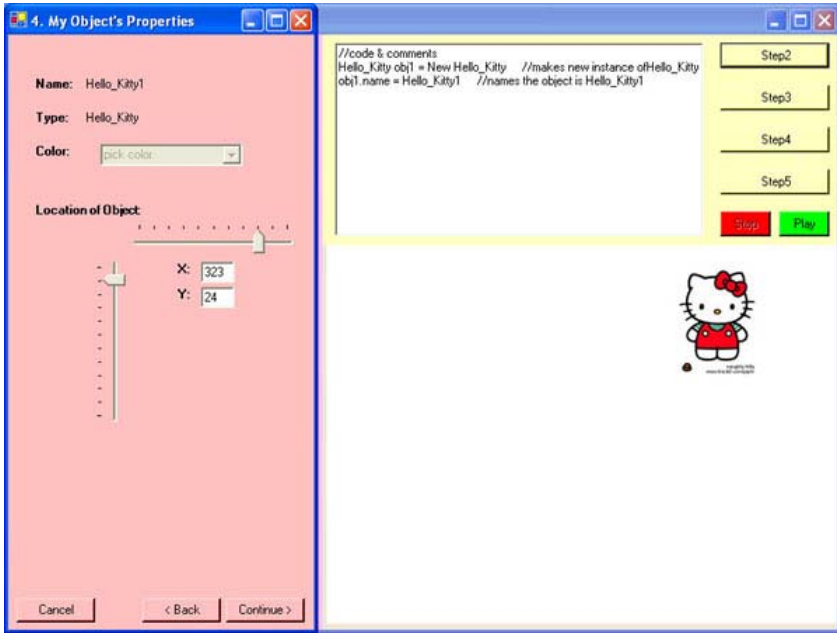 4. My Object's Properties
Name: Hello_Kitty1
Type: Hello_Kitty
Color: pick color
Location of Object:
X: 323
Y: 24
Cancel
< Back
Continue >
//code & comments
Hello_Kitty obj1 = New Hello_Kitty //makes new instance ofHello_Kitty
obj1.name = Hello_Kitty1 //names the object is Hello_Kitty1
Step2
Step3
Step4
Step5
Stop
Play